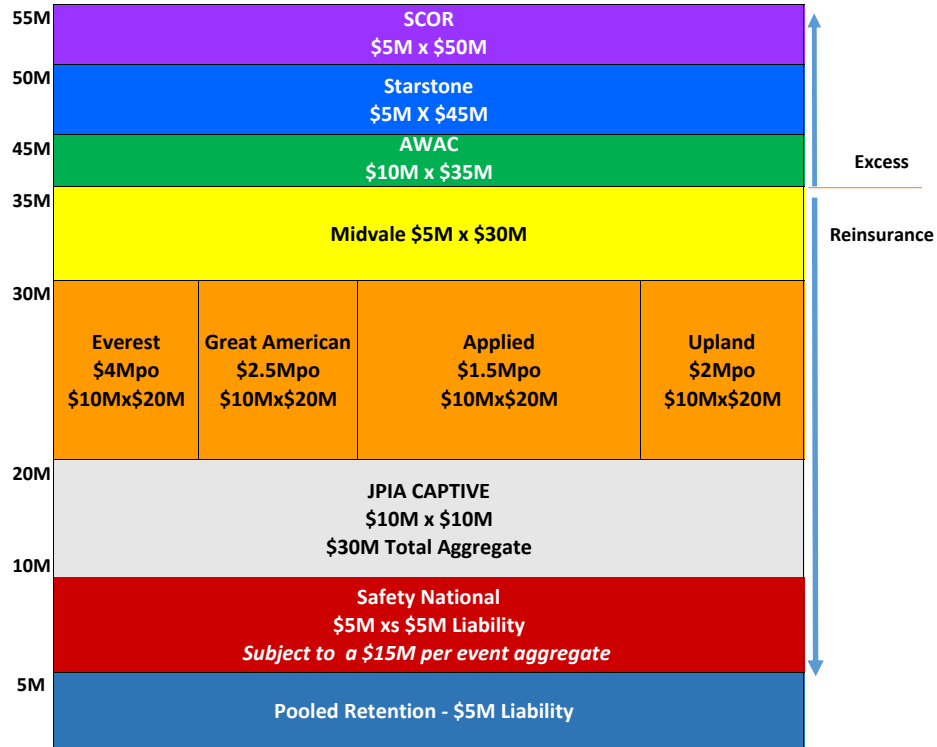 55M
SCOR
$5M x $50M
50M
Starstone
$5M X $45M
45M
AWAC
$10M x $35M
Excess
35M
Midvale $5M x $30M
Reinsurance
30M
Everest
$4Mpo
$10Mx$20M
Great American
$2.5Mpo
$10Mx$20M
Applied
$1.5Mpo
$10Mx$20M
Upland
$2Mpo
$10Mx$20M
20M
JPIA CAPTIVE
$10M x $10M
$30M Total Aggregate
10M
Safety National
$5M xs $5M Liability
Subject to a $15M per event aggregate
5M
Pooled Retention - $5M Liability